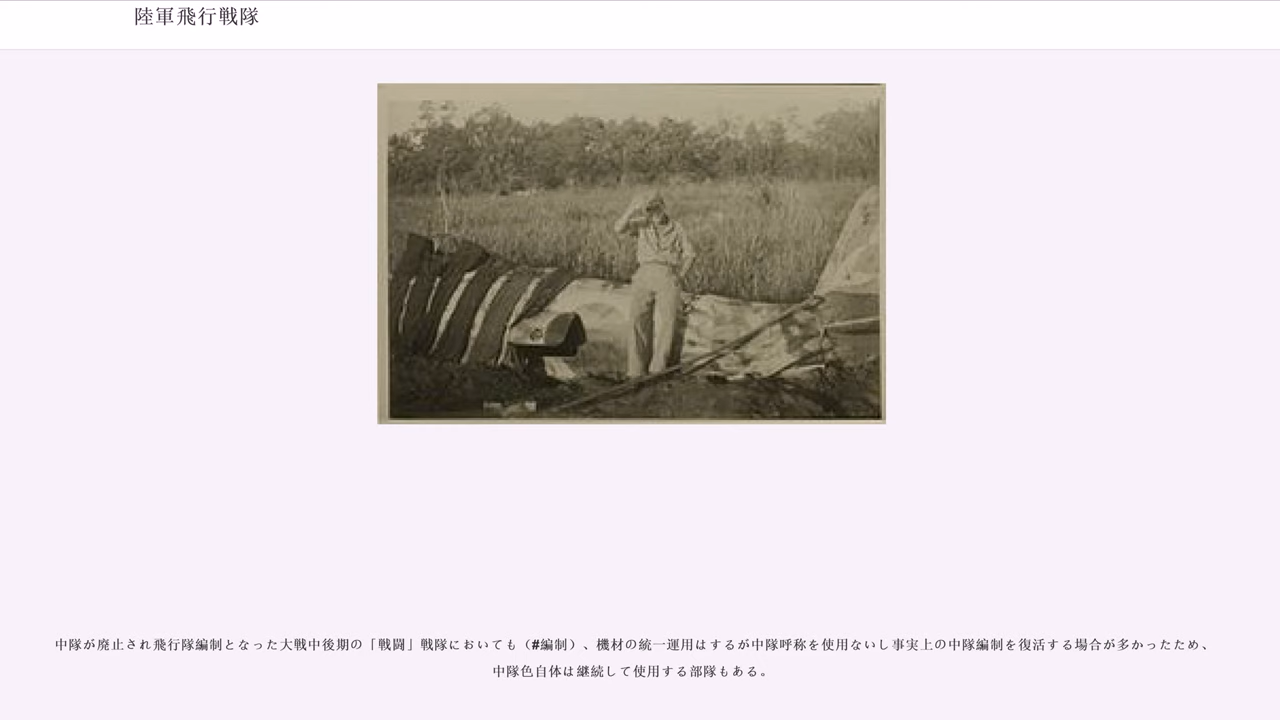 陸軍飛行戦隊
中隊が廃止され飛行隊編制となった大戦中後期の「戦闘」戦隊においても（#編制）、機材の統一運用はするが中隊呼称を使用ないし事実上の中隊編制を復活する場合が多かったため、
中隊色自体は継続して使用する部隊もある。